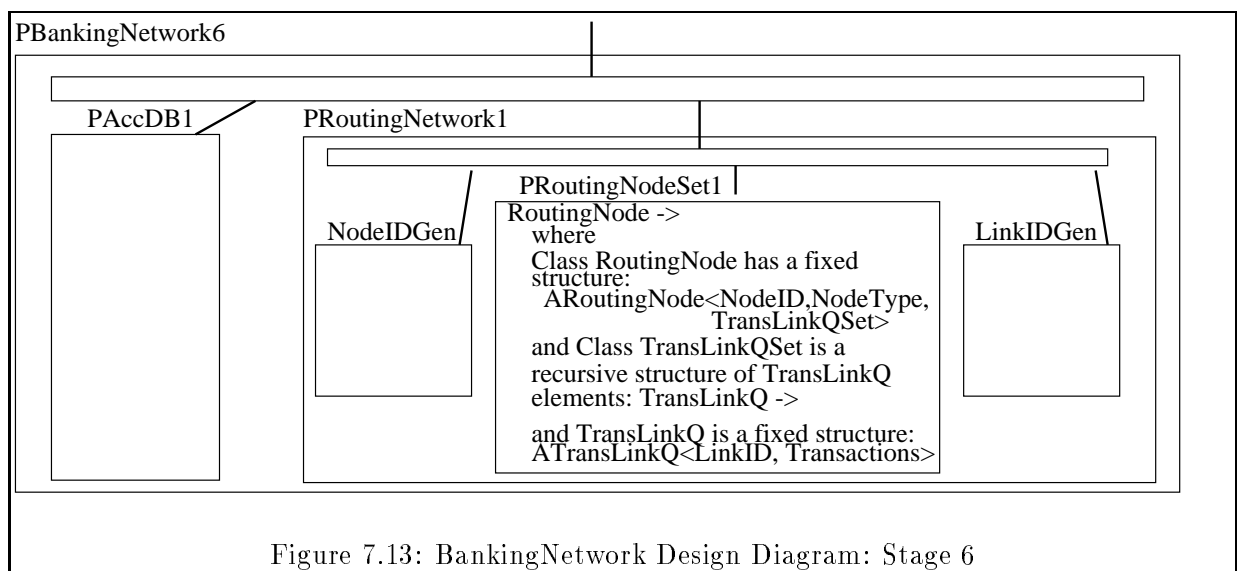 PBankingNetwork6
PAccDB1
PRoutingNetwork1
PRoutingNodeSet1
NodeIDGen
RoutingNode ->
where
Class RoutingNode has a fixed
structure:
ARoutingNode<NodeID,NodeType,
TransLinkQSet>
and Class TransLinkQSet is a
recursive structure of TransLinkQ
elements: TransLinkQ ->
and TransLinkQ is a fixed structure:
ATransLinkQ<LinkID, Transactions>
LinkIDGen
Figure 7.13: BankingNetwork Design Diagram: Stage 6